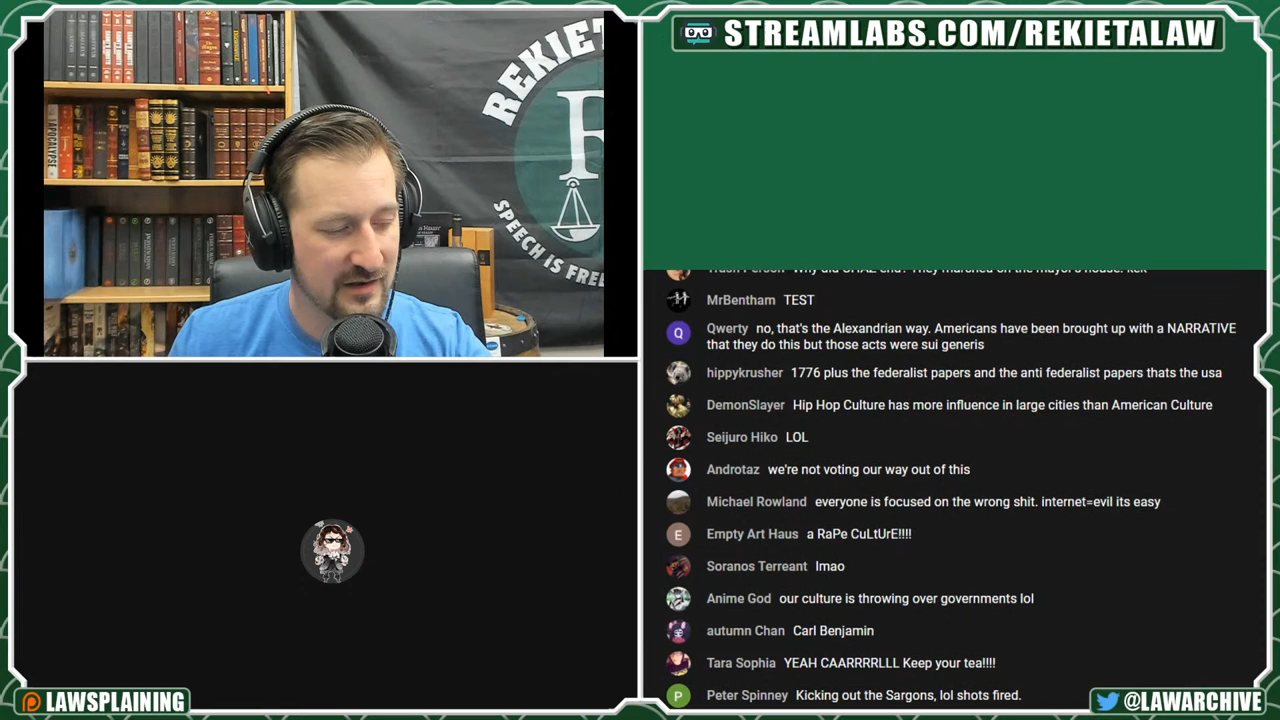 STREAMLABS.COM/REKIETALAW
REKIET
SPEECH IS FREE
MrBentham TEST
Qwerty no, that's the Alexandrian way. Americans have been brought up with a NARRATIVE
that they do this but those acts were sui generis
hippykrusher 1776 plus the federalist papers and the anti federalist papers thats the usa
DemonSlayer Hip Hop Culture has more influence in large cities than American Culture
Seijuro Hiko LOL
Androtaz we're not voting our way out of this
Michael Rowland everyone is focused on the wrong shit. internet=evil its easy
Empty Art Haus a RaPe CuLtUrE!!!!
Soranos Terreant lmao
Anime God our culture is throwing over governments lol
autumn Chan Carl Benjamin
Tara Sophia YEAH CAARRRRLLL Keep your tea!!!!
Peter Spinney Kicking out the Sargons, lol shots fired.
LAWSPLAINING
@LAWARCHIVE